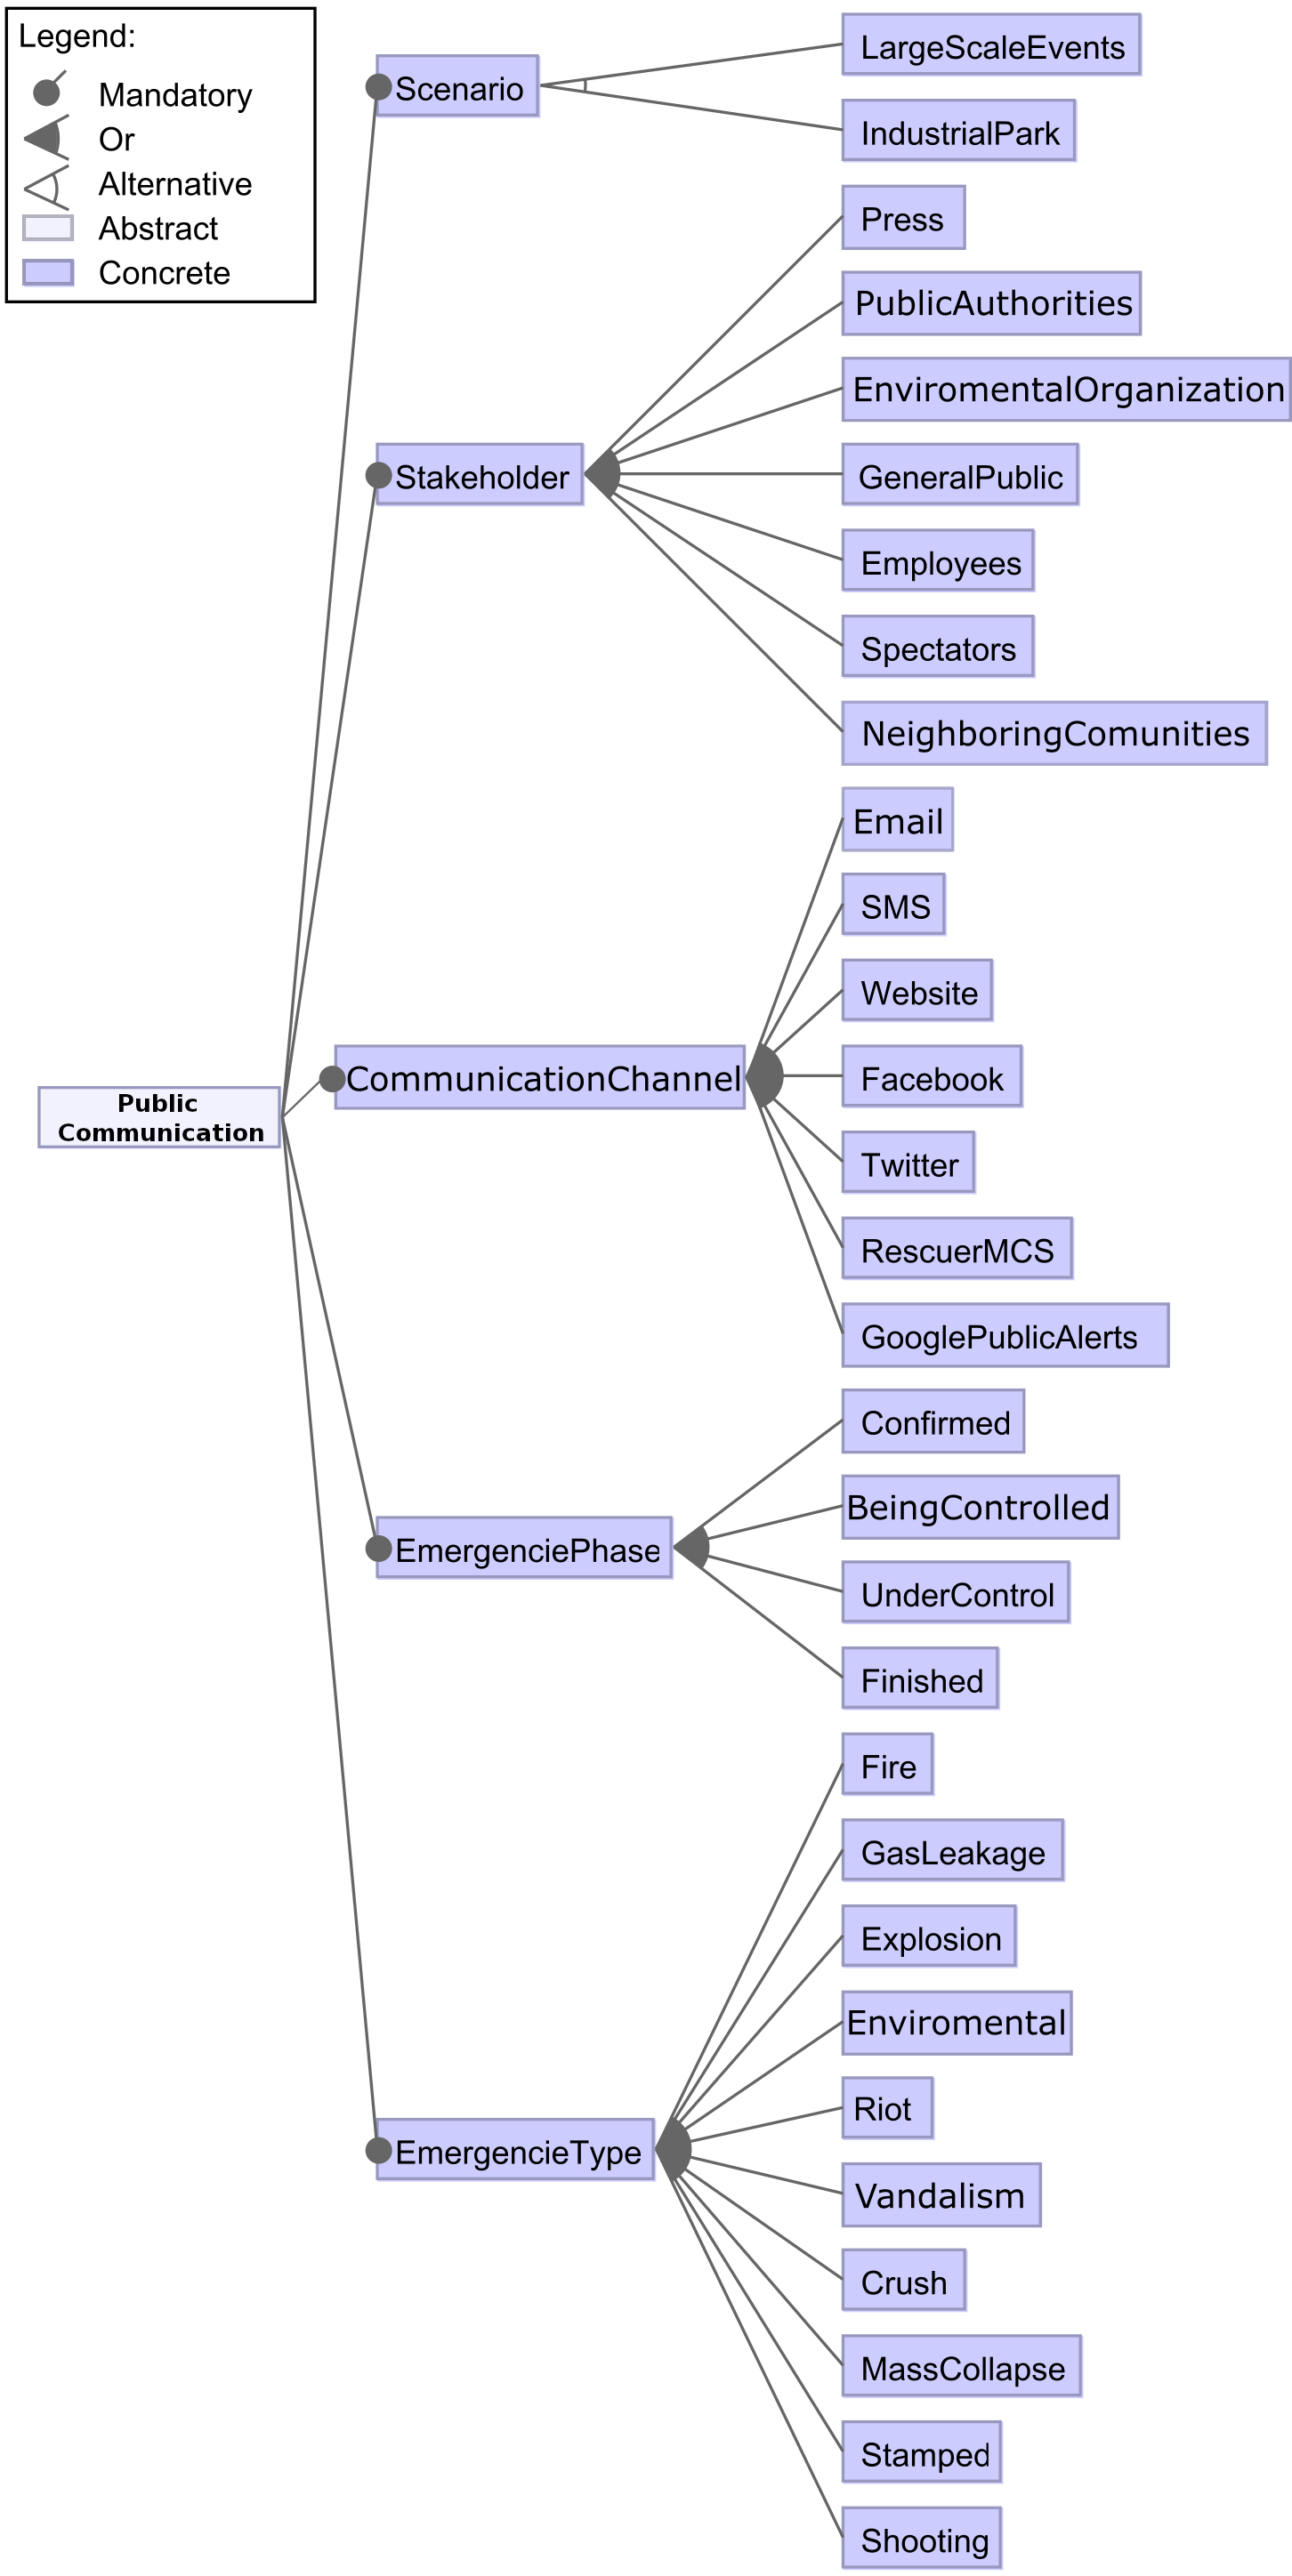 Legend:
Mandatory
Or
Alternative
Abstract
Concrete
Scenario
LargeScaleEvents
IndustrialPark
Stakeholder
Press
PublicAuthorities
EnviromentalOrganization
GeneralPublic
Employees
Spectators
NeighboringComunities
Public
Communication
CommunicationChannel
Email
SMS
Website
Facebook
Twitter
RescuerMCS
GooglePublicAlerts
EmergenciePhase
Confirmed
BeingControlled
UnderControl
Finished
EmergencieType
Fire
GasLeakage
Explosion
Enviromental
Riot
Vandalism
Crush
MassCollapse
Stamped
Shooting